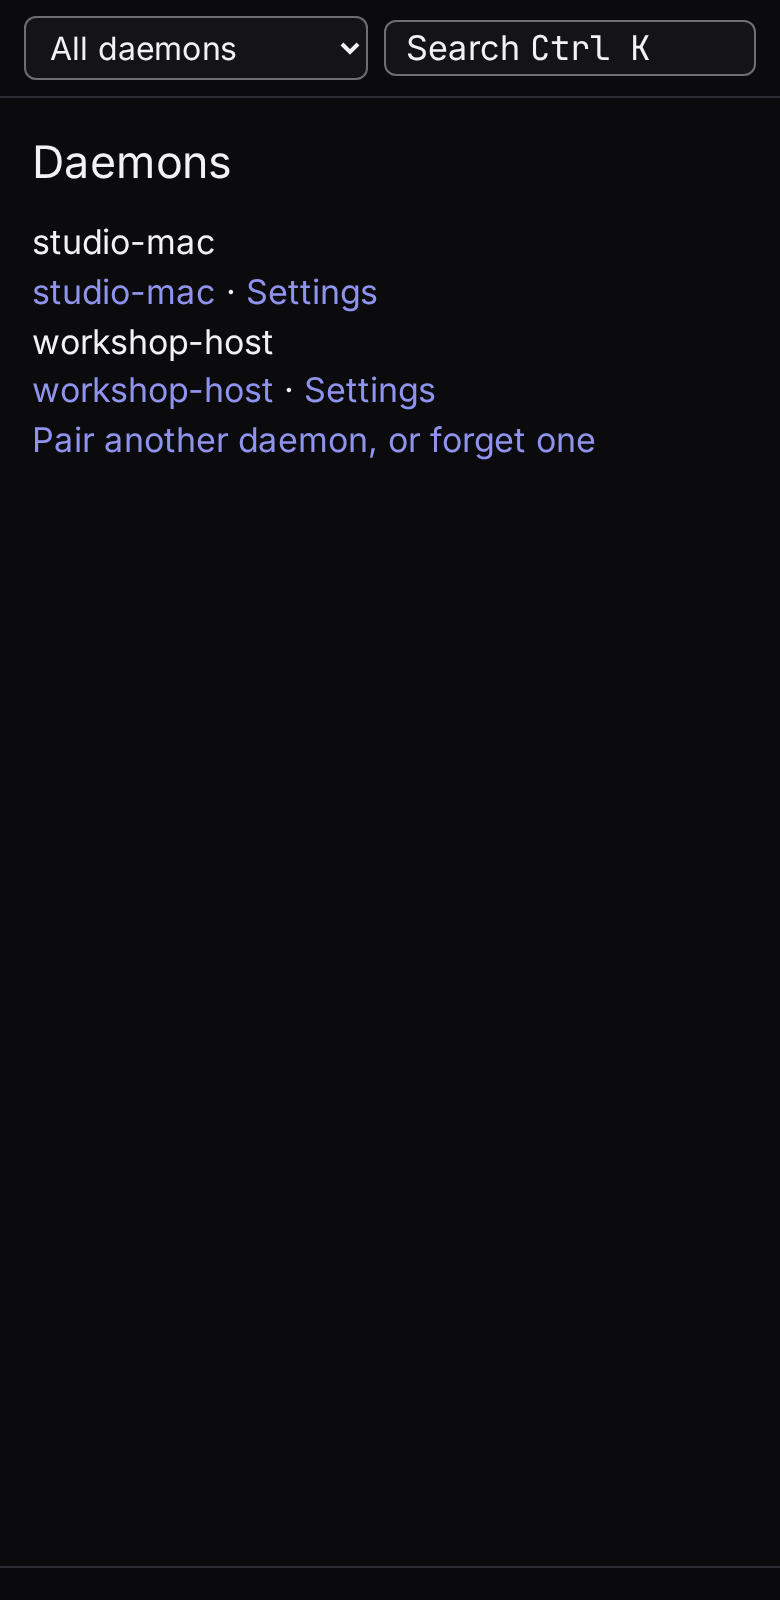 All daemons
Search Ctrl K
Daemons
studio-mac
studio-mac · Settings
workshop-host
workshop-host · Settings
Pair another daemon, or forget one